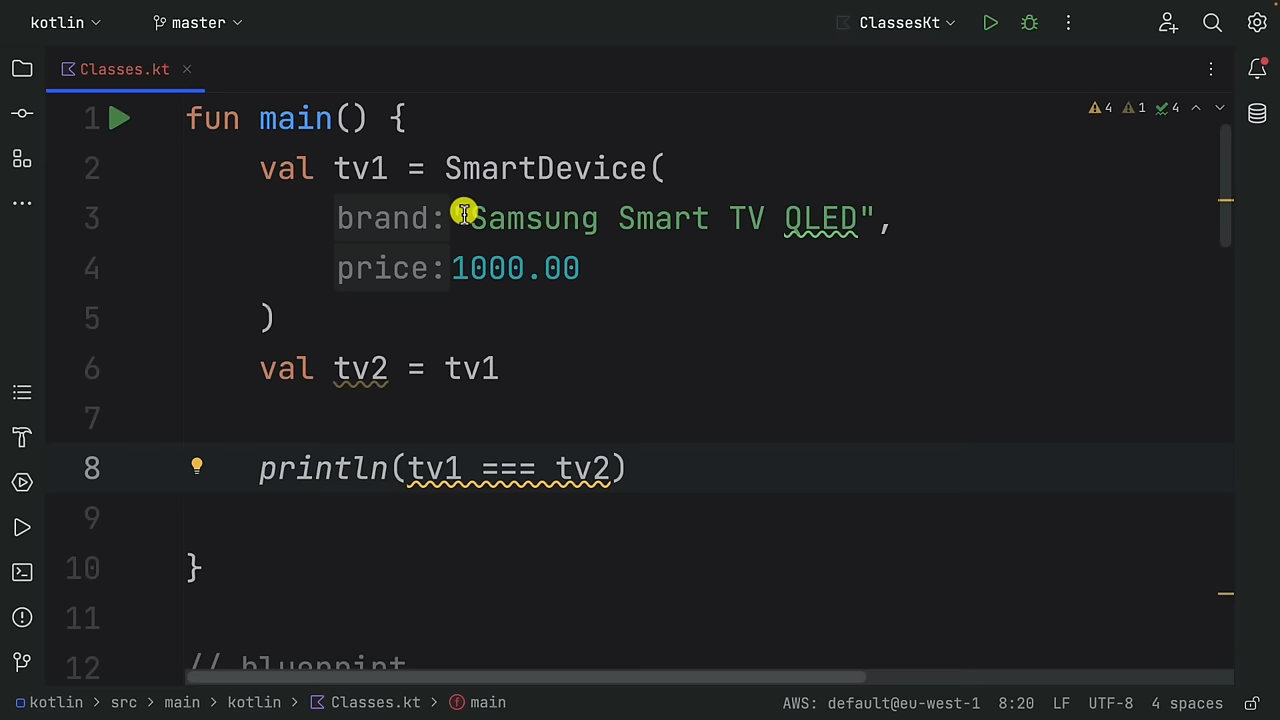 kotlin master ClassesKt
Classes.kt
4 1 4
1 fun main() {
2 val tv1 = SmartDevice(
3 brand: "Samsung Smart TV QLED",
4 price: 1000.00
5 )
6 val tv2 = tv1
7
8 println(tv1 === tv2)
9
10 }
11
12 // blueprint
kotlin > src > main > kotlin > Classes.kt > main AWS: default@eu-west-1 8:20 LF UTF-8 4 spaces